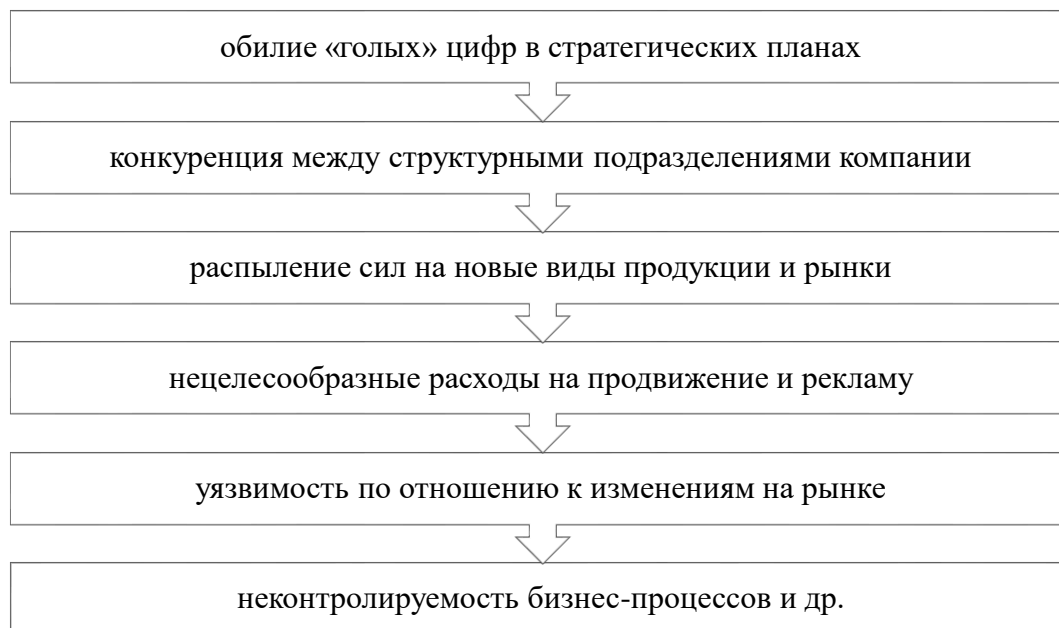 обилие «голых» цифр в стратегических планах
конкуренция между структурными подразделениями компании
распыление сил на новые виды продукции и рынки
нецелесообразные расходы на продвижение и рекламу
уязвимость по отношению к изменениям на рынке
неконтролируемость бизнес-процессов и др.